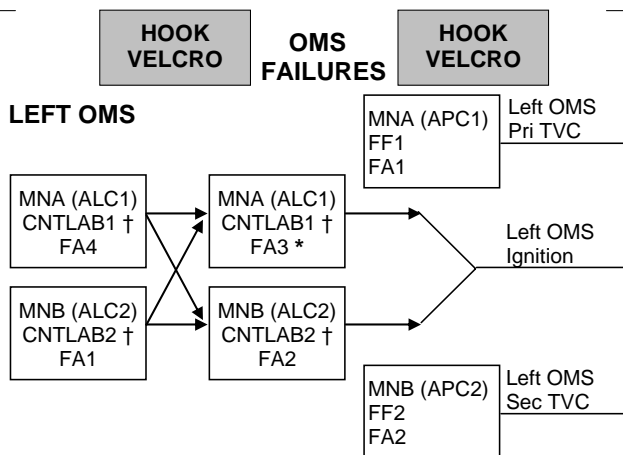 HOOK
VELCRO
OMS
FAILURES
HOOK
VELCRO
LEFT OMS
MNA (APC1)
FF1
FA1
Left OMS
Pri TVC
MNA (ALC1)
CNTLAB1 †
FA4
MNA (ALC1)
CNTLAB1 †
FA3 *
Left OMS
Ignition
MNB (ALC2)
CNTLAB2 †
FA1
MNB (ALC2)
CNTLAB2 †
FA2
MNB (APC2)
FF2
FA2
Left OMS
Sec TVC